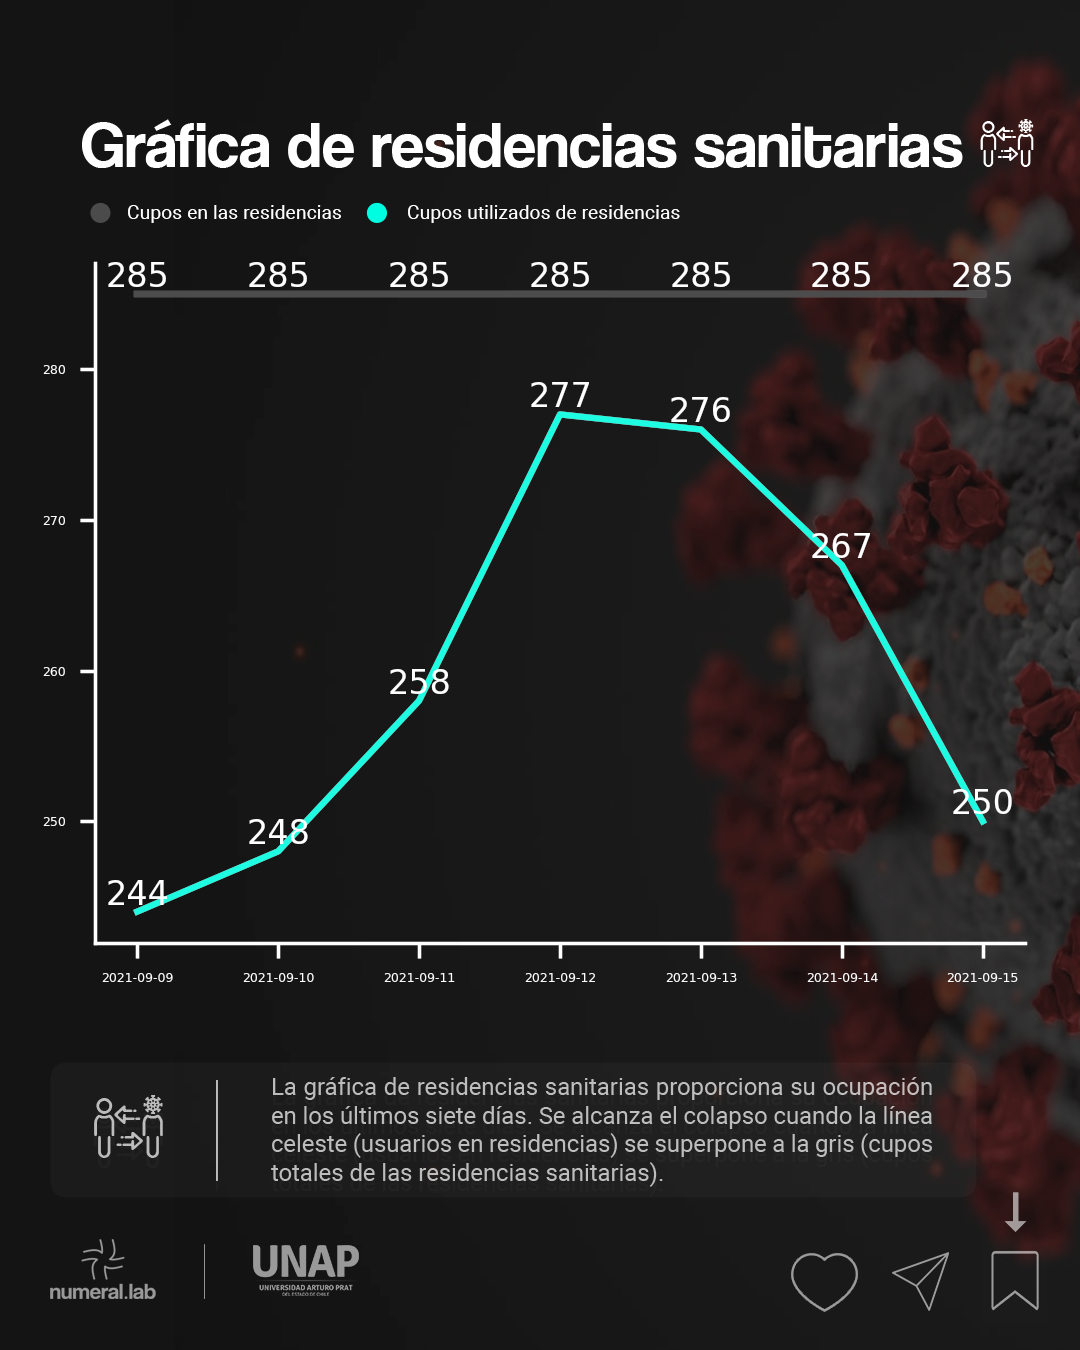 Gráfica de residencias sanitarias
Cupos en las residencias
Cupos utilizados de residencias
285 285 285 285 285 285 285
280
277
276
270
267
260
258
250
250
248
244
2021-09-09 2021-09-10 2021-09-11 2021-09-12 2021-09-13 2021-09-14 2021-09-15
La gráfica de residencias sanitarias proporciona su ocupación
en los últimos siete días. Se alcanza el colapso cuando la línea
celeste (usuarios en residencias) se superpone a la gris (cupos
totales de las residencias sanitarias).
numeral.lab
UNAP
UNIVERSIDAD ARTURO PRAT
DEL ESTADO DE CHILE